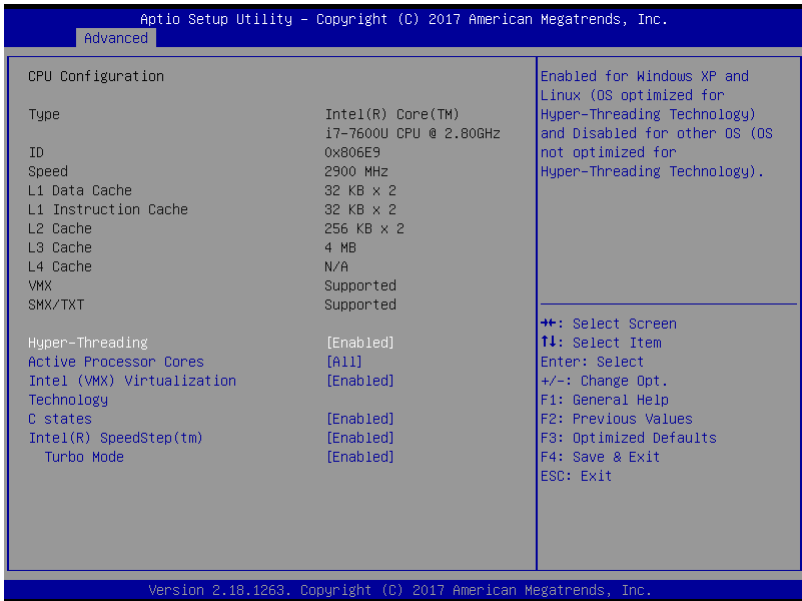 Aptio Setup Utility – Copyright (C) 2017 American Megatrends, Inc.
Advanced
CPU Configuration
Type Intel(R) Core(TM)
i7-7600U CPU @ 2.80GHz
ID 0x806E9
Speed 2900 MHz
L1 Data Cache 32 KB x 2
L1 Instruction Cache 32 KB x 2
L2 Cache 256 KB x 2
L3 Cache 4 MB
L4 Cache N/A
VMX Supported
SMX/TXT Supported
Hyper-Threading [Enabled]
Active Processor Cores [All]
Intel (VMX) Virtualization [Enabled]
Technology
C states [Enabled]
Intel(R) SpeedStep(tm) [Enabled]
Turbo Mode [Enabled]
Enabled for Windows XP and
Linux (OS optimized for
Hyper-Threading Technology)
and Disabled for other OS (OS
not optimized for
Hyper-Threading Technology).
→←: Select Screen
↑↓: Select Item
Enter: Select
+/-: Change Opt.
F1: General Help
F2: Previous Values
F3: Optimized Defaults
F4: Save & Exit
ESC: Exit
Version 2.18.1263. Copyright (C) 2017 American Megatrends, Inc.